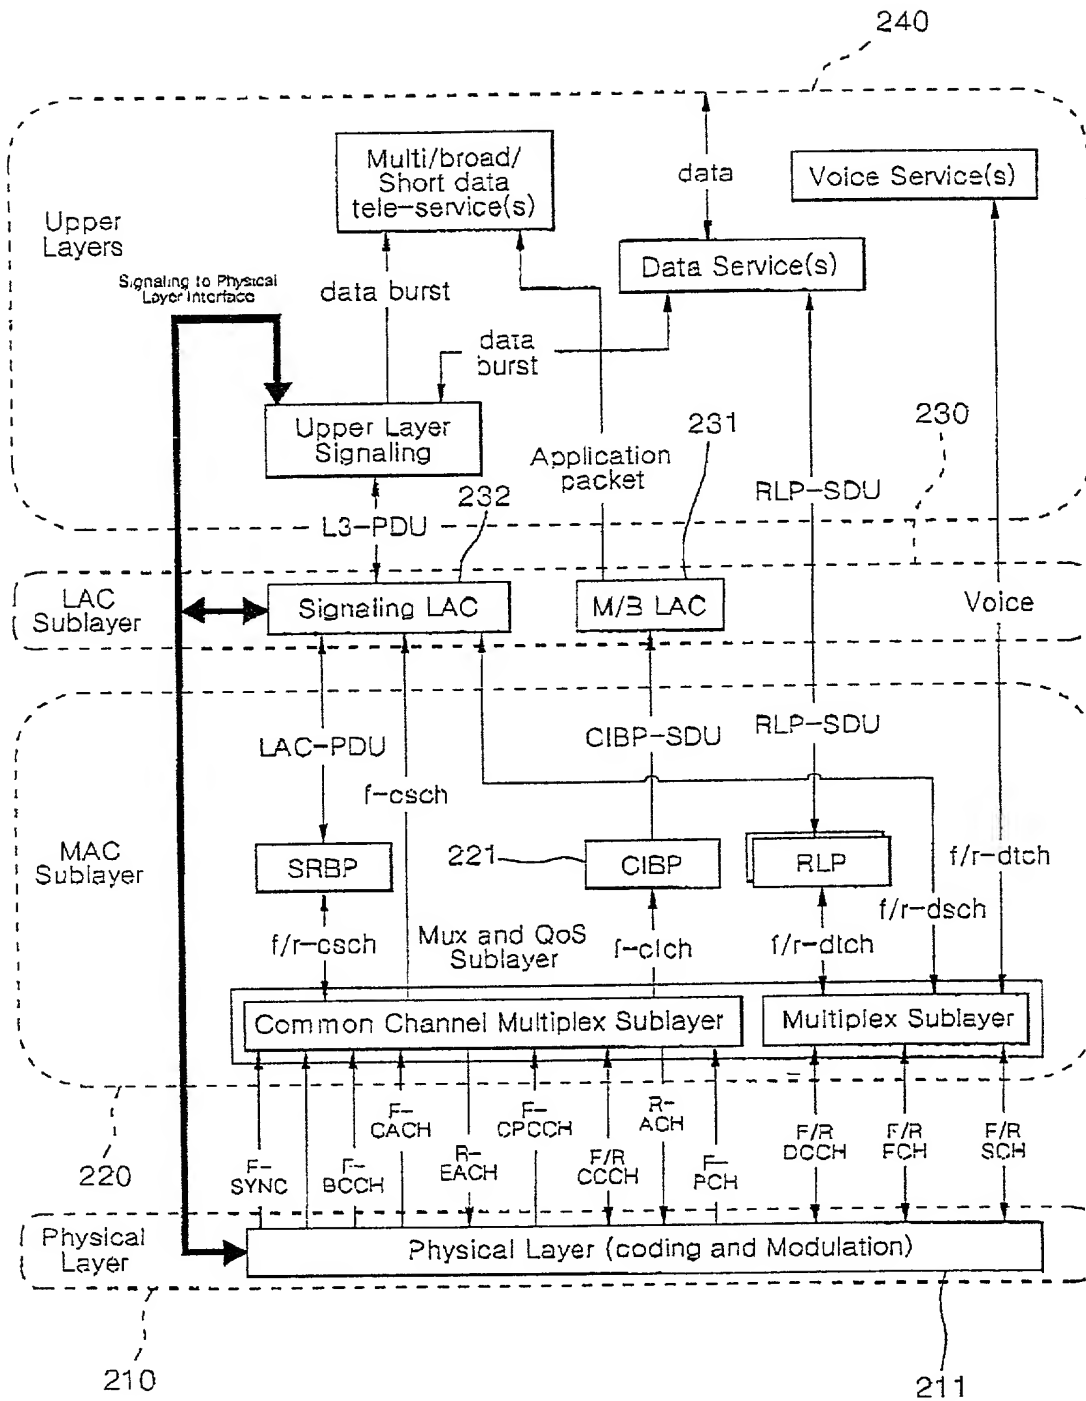 240
Multi/broad/
Short data
tele-service(s)
data
Voice Service(s)
Upper
Layers
Data Service(s)
Signaling to Physical
Layer Interface
data burst
data
burst
Upper Layer
Signaling
231
230
Application
packet
RLP-SDU
232
L3-PDU
LAC
Sublayer
Signaling LAC
M/B LAC
Voice
LAC-PDU
CIBP-SDU
RLP-SDU
f-csch
MAC
Sublayer
SRBP
221
CIBP
RLP
f/r-dtch
f/r-dsch
f/r-csch
Mux and QoS
Sublayer
f-ctch
f/r-dtch
Common Channel Multiplex Sublayer
Multiplex Sublayer
F-
SYNC
F-
BCCH
F-
CACH
R-
EACH
F-
CPCCH
F/R
CCCH
R-
ACH
F-
PCH
F/R
DCCH
F/R
FCH
F/R
SCH
220
Physical
Layer
Physical Layer (coding and Modulation)
210
211